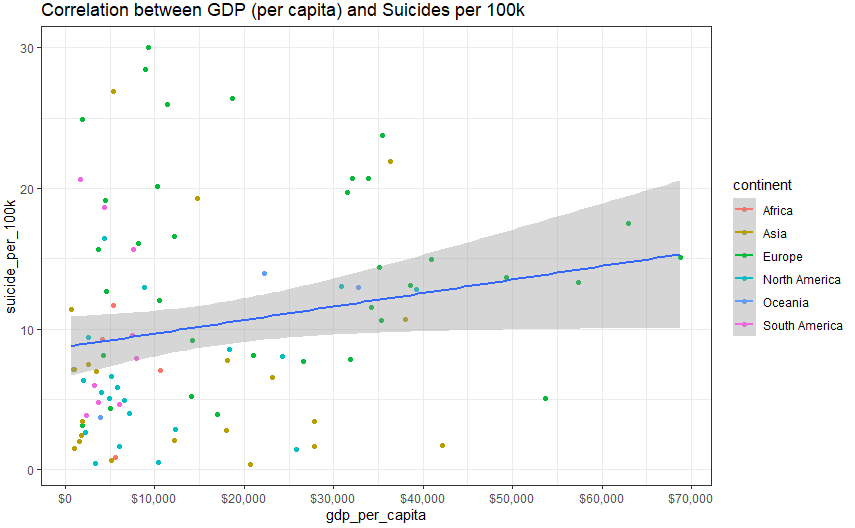 Correlation between GDP (per capita) and Suicides per 100k
30
20
10
0
suicide_per_100k
$0
$10,000
$20,000
$30,000
$40,000
$50,000
$60,000
$70,000
gdp_per_capita
continent
Africa
Asia
Europe
North America
Oceania
South America